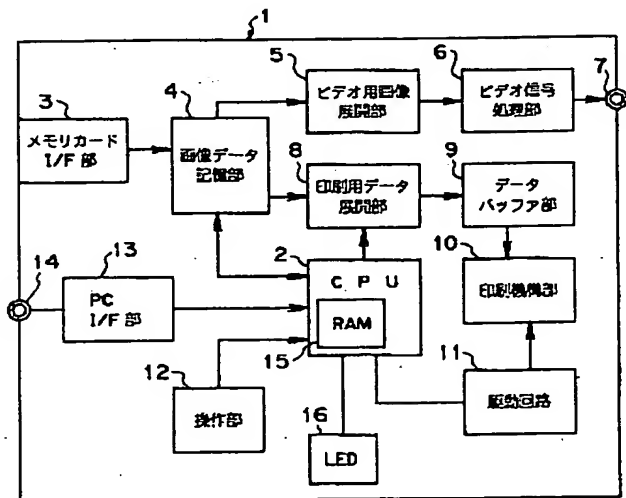 1
5
6
7
3
4
ビデオ用画像
展開部
ビデオ信号
処理部
メモリカード
I/F部
画像データ
記憶部
8
9
印刷用データ
展開部
データ
バッファ部
14
13
2
10
PC
I/F部
CPU
RAM
15
印刷機構部
12
11
操作部
駆動回路
16
LED